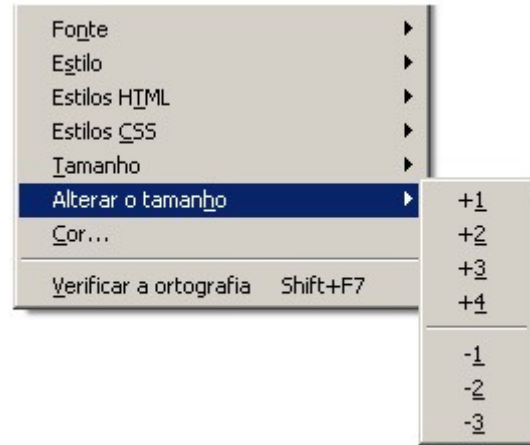 Fonte
Estilo
Estilos HTML
Estilos CSS
Tamanho
Alterar o tamanho
Cor...
Verificar a ortografia Shift+F7
+1
+2
+3
+4
-1
-2
-3